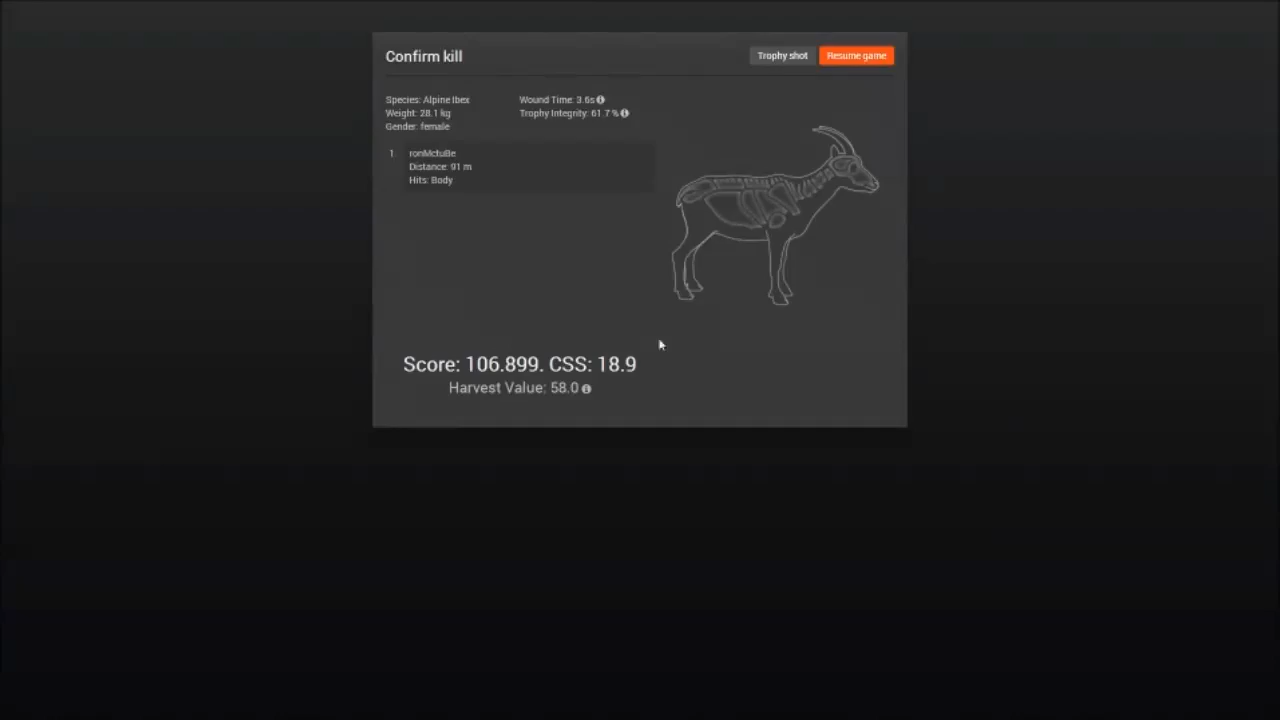 Confirm kill
Trophy shot
Resume game
Species: Alpine Ibex
Weight: 28.1 kg
Gender: female
Wound Time: 3.6s
Trophy Integrity: 61.7 %
1
ronMctuBe
Distance: 91 m
Hits: Body
Score: 106.899. CSS: 18.9
Harvest Value: 58.0